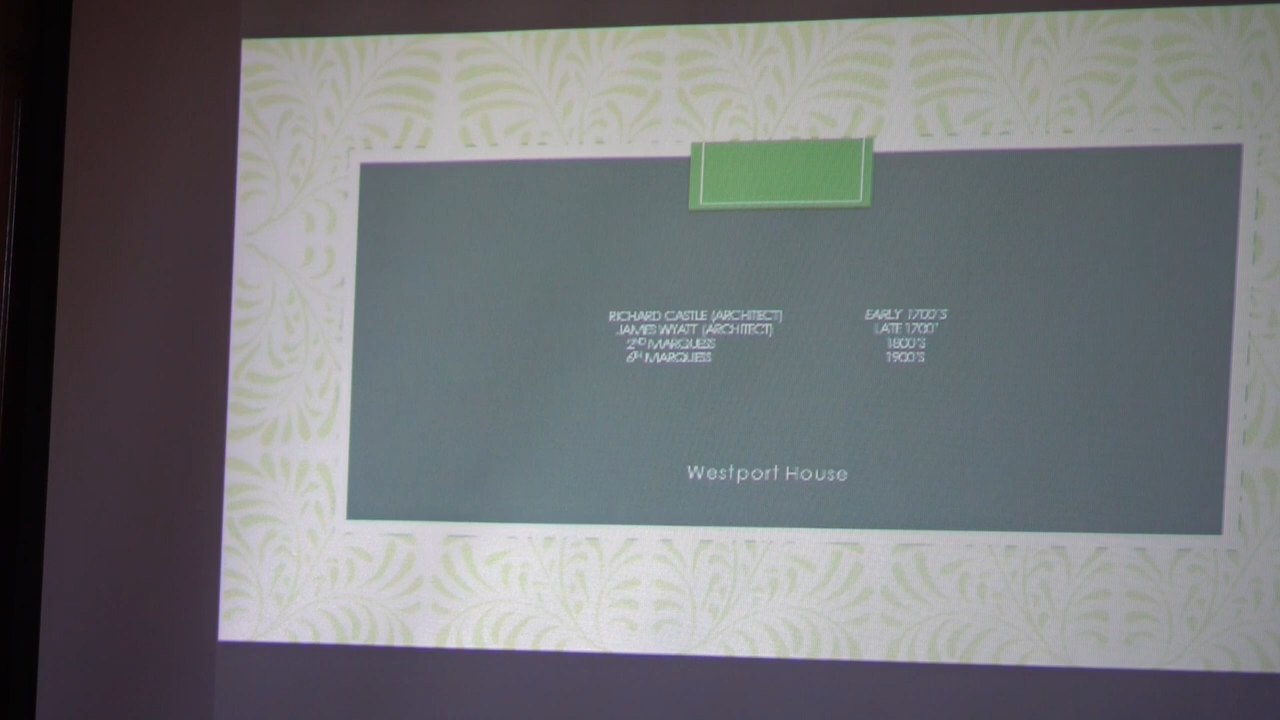 RICHARD CASTLE (ARCHITECT) EARLY 1700'S
JAMES WYATT (ARCHITECT) LATE 1700'
2ND MARQUESS 1800'S
6TH MARQUESS 1900'S
Westport House